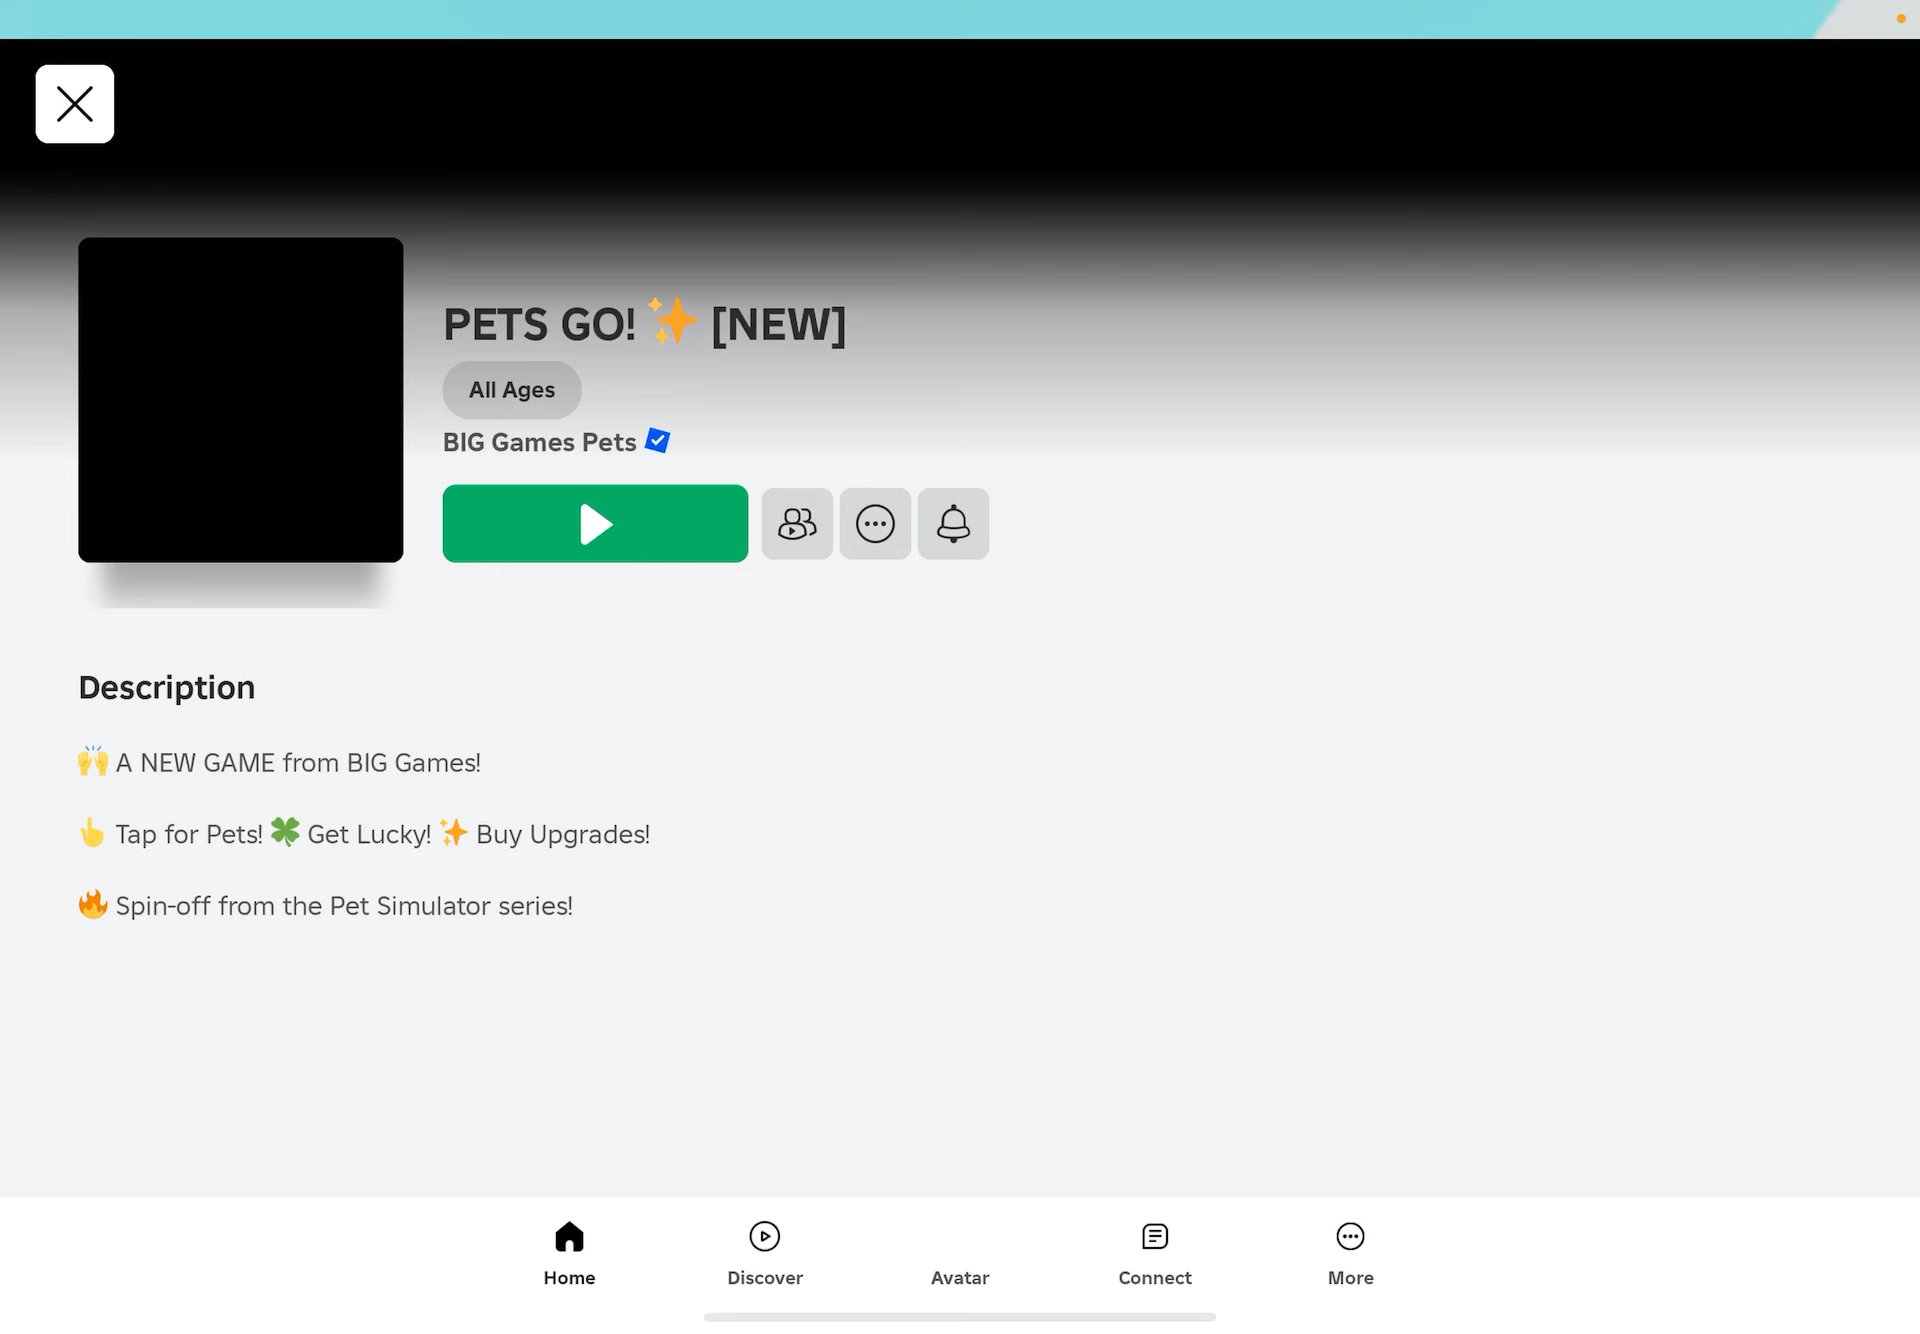 PETS GO! ✨ [NEW]
All Ages
BIG Games Pets
Description
🙌 A NEW GAME from BIG Games!
👆 Tap for Pets! 🍀 Get Lucky! ✨ Buy Upgrades!
🔥 Spin-off from the Pet Simulator series!
Home Discover Avatar Connect More